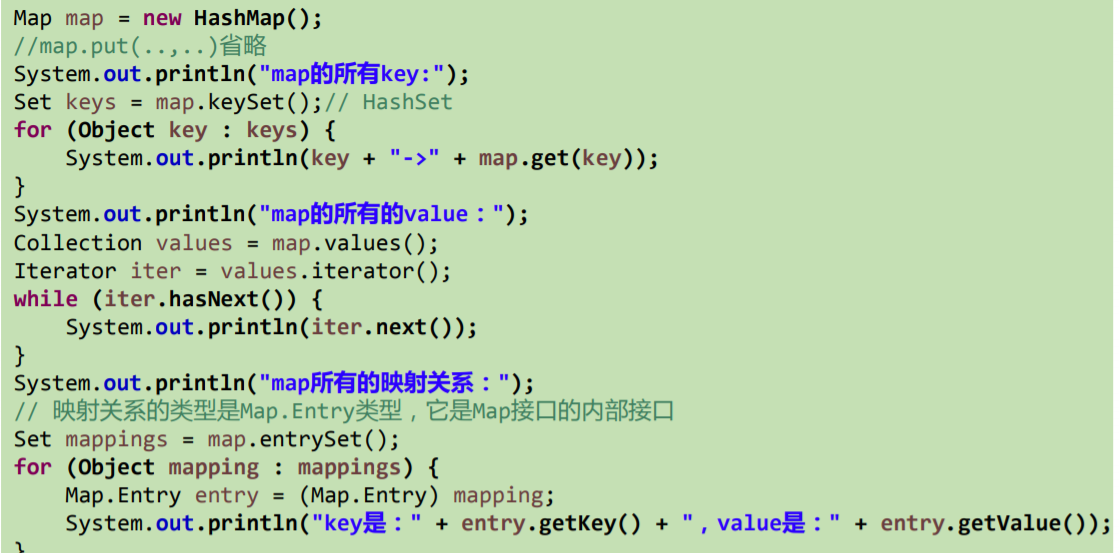 Map map = new HashMap();
//map.put(..,..)省略
System.out.println("map的所有key:");
Set keys = map.keySet();// HashSet
for (Object key : keys) {
    System.out.println(key + "->" + map.get(key));
}
System.out.println("map的所有的value：");
Collection values = map.values();
Iterator iter = values.iterator();
while (iter.hasNext()) {
    System.out.println(iter.next());
}
System.out.println("map所有的映射关系：");
// 映射关系的类型是Map.Entry类型，它是Map接口的内部接口
Set mappings = map.entrySet();
for (Object mapping : mappings) {
    Map.Entry entry = (Map.Entry) mapping;
    System.out.println("key是：" + entry.getKey() + "，value是：" + entry.getValue());
}